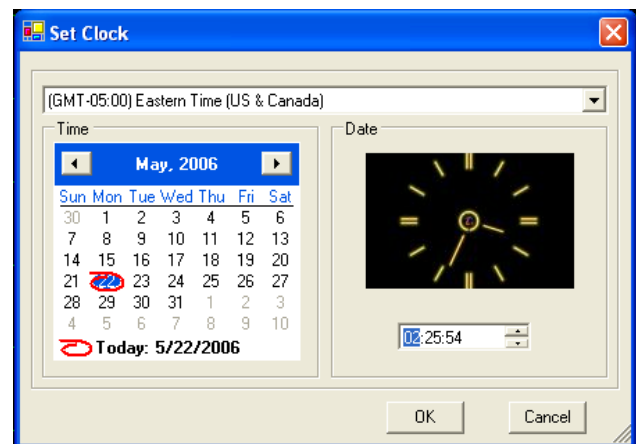 Set Clock
(GMT-05:00) Eastern Time (US & Canada)
Time
May, 2006
Sun Mon Tue Wed Thu Fri Sat
30 1 2 3 4 5 6
7 8 9 10 11 12 13
14 15 16 17 18 19 20
21 22 23 24 25 26 27
28 29 30 31 1 2 3
4 5 6 7 8 9 10
Today: 5/22/2006
Date
02:25:54
OK Cancel